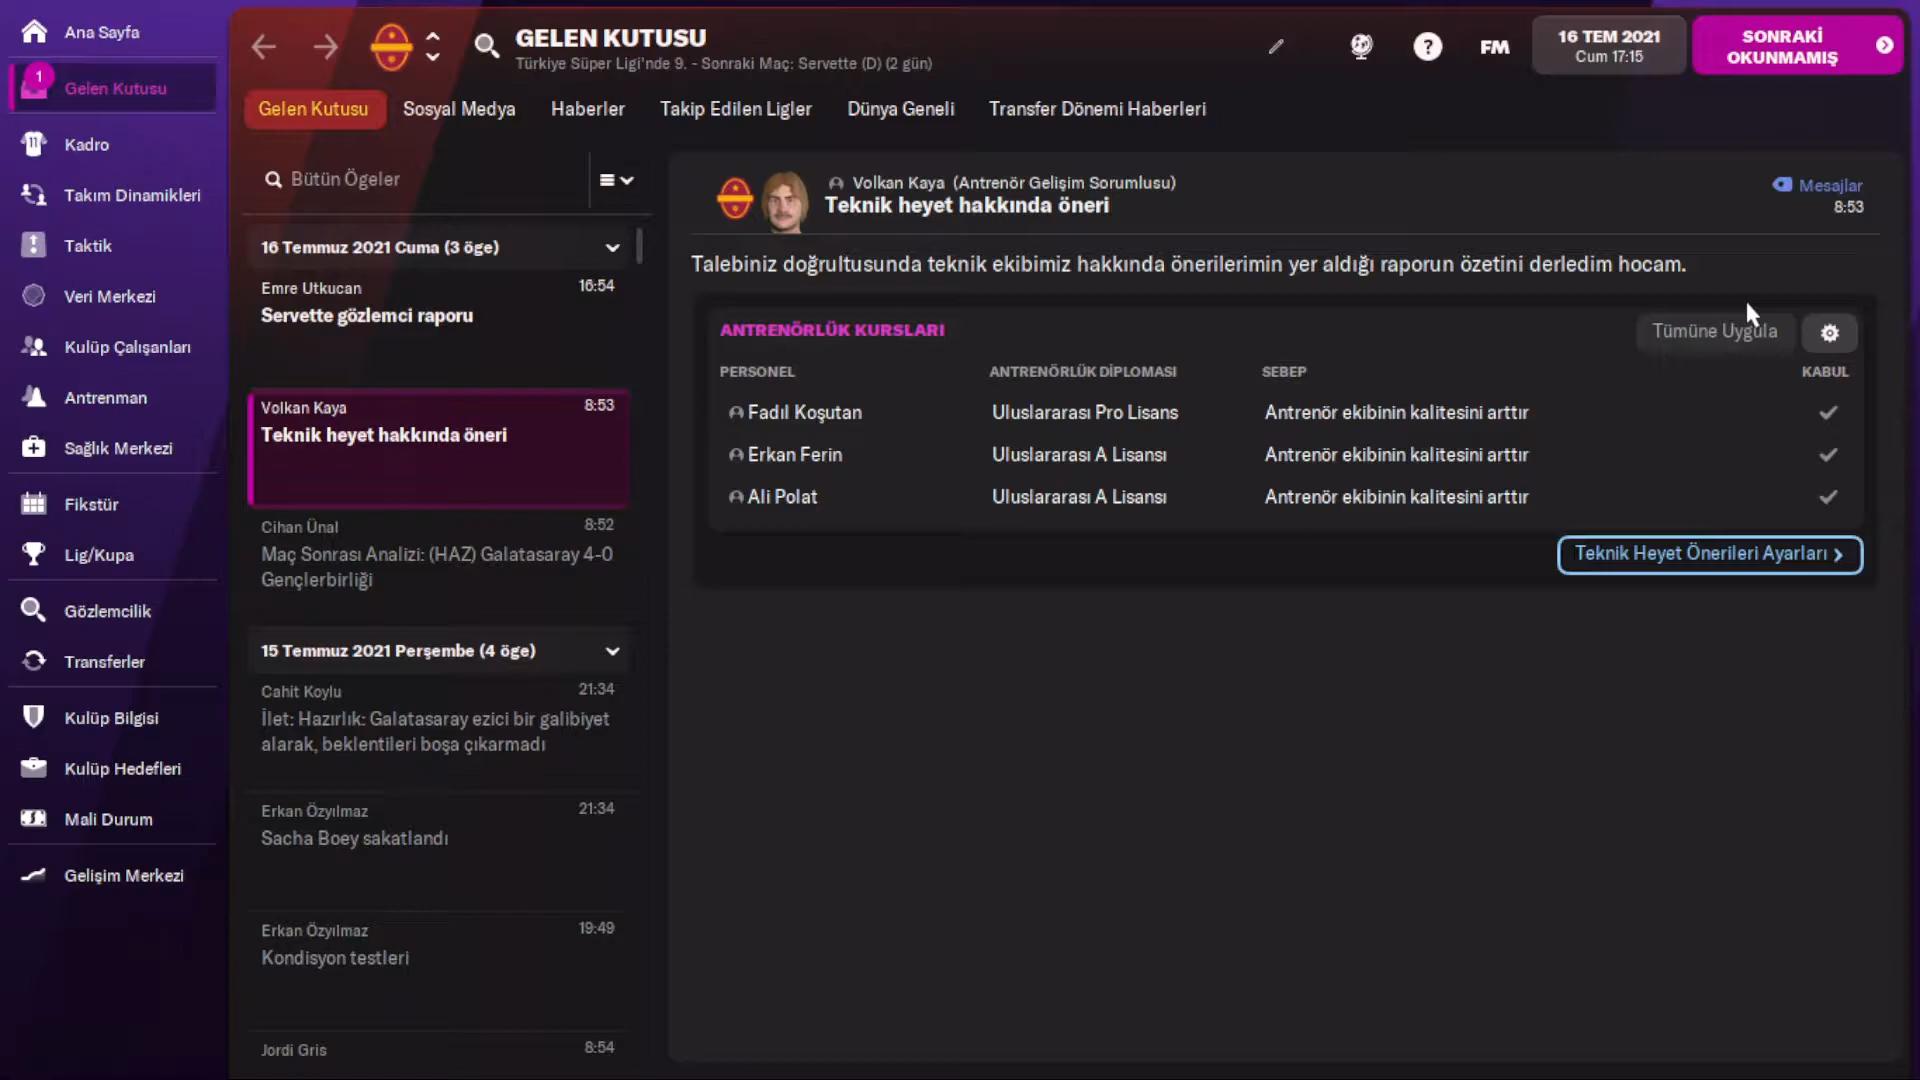 Ana Sayfa
1
Gelen Kutusu
Kadro
Takım Dinamikleri
Taktik
Veri Merkezi
Kulüp Çalışanları
Antrenman
Sağlık Merkezi
Fikstür
Lig/Kupa
Gözlemcilik
Transferler
Kulüp Bilgisi
Kulüp Hedefleri
Mali Durum
Gelişim Merkezi
GELEN KUTUSU
Türkiye Süper Ligi'nde 9. - Sonraki Maç: Servette (D) (2 gün)
FM
16 TEM 2021
Cum 17:15
SONRAKİ
OKUNMAMIŞ
Gelen Kutusu Sosyal Medya Haberler Takip Edilen Ligler Dünya Geneli Transfer Dönemi Haberleri
Bütün Ögeler
16 Temmuz 2021 Cuma (3 öge)
Emre Utkucan 16:54
Servette gözlemci raporu
Volkan Kaya 8:53
Teknik heyet hakkında öneri
Cihan Ünal 8:52
Maç Sonrası Analizi: (HAZ) Galatasaray 4-0
Gençlerbirliği
15 Temmuz 2021 Perşembe (4 öge)
Cahit Koylu 21:34
İlet: Hazırlık: Galatasaray ezici bir galibiyet
alarak, beklentileri boşa çıkarmadı
Erkan Özyılmaz 21:34
Sacha Boey sakatlandı
Erkan Özyılmaz 19:49
Kondisyon testleri
Jordi Gris 8:54
Volkan Kaya (Antrenör Gelişim Sorumlusu)
Teknik heyet hakkında öneri
Mesajlar
8:53
Talebiniz doğrultusunda teknik ekibimiz hakkında önerilerimin yer aldığı raporun özetini derledim hocam.
ANTRENÖRLÜK KURSLARI
Tümüne Uygula
PERSONEL ANTRENÖRLÜK DİPLOMASI SEBEP KABUL
Fadıl Koşutan Uluslararası Pro Lisans Antrenör ekibinin kalitesini arttır
Erkan Ferin Uluslararası A Lisansı Antrenör ekibinin kalitesini arttır
Ali Polat Uluslararası A Lisansı Antrenör ekibinin kalitesini arttır
Teknik Heyet Önerileri Ayarları